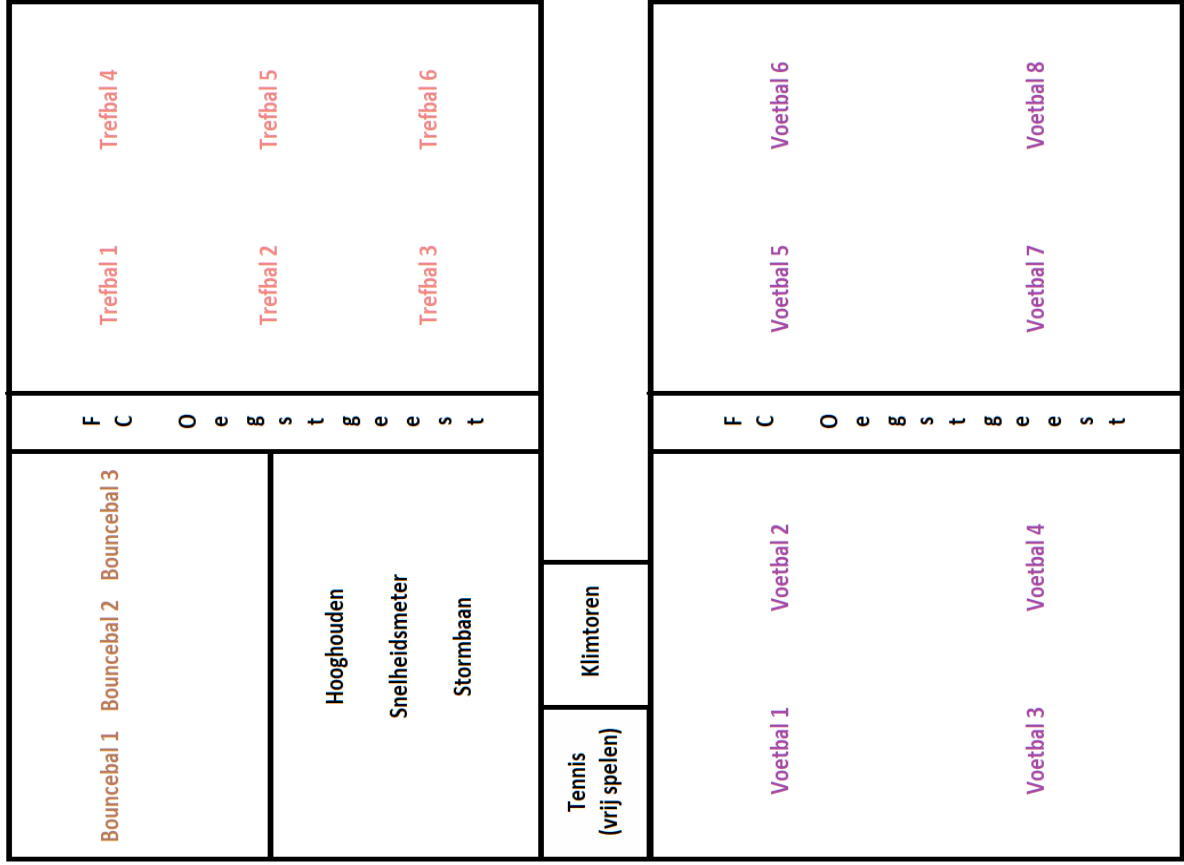 Bouncebal 1 Bouncebal 2 Bouncebal 3
Hooghouden
Snelheidsmeter
Stormbaan
FC Oegstgeest
Trefbal 1 Trefbal 4
Trefbal 2 Trefbal 5
Trefbal 3 Trefbal 6
Tennis
(vrij spelen)
Klimtoren
Voetbal 1 Voetbal 2
Voetbal 3 Voetbal 4
FC Oegstgeest
Voetbal 5 Voetbal 6
Voetbal 7 Voetbal 8